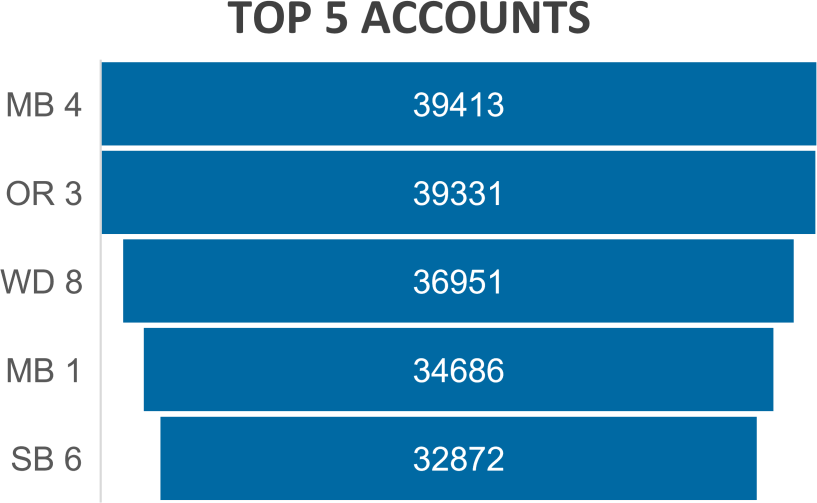 TOP 5 ACCOUNTS
MB 4 39413
OR 3 39331
WD 8 36951
MB 1 34686
SB 6 32872